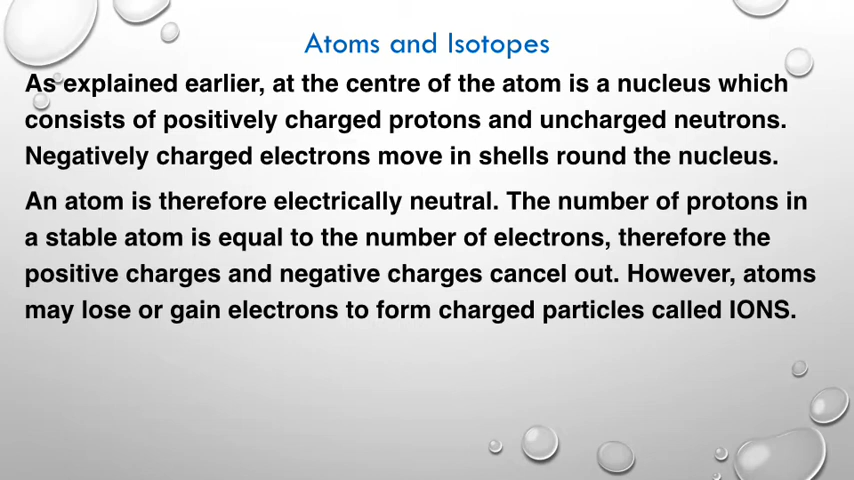 Atoms and Isotopes
As explained earlier, at the centre of the atom is a nucleus which
consists of positively charged protons and uncharged neutrons.
Negatively charged electrons move in shells round the nucleus.
An atom is therefore electrically neutral. The number of protons in
a stable atom is equal to the number of electrons, therefore the
positive charges and negative charges cancel out. However, atoms
may lose or gain electrons to form charged particles called IONS.